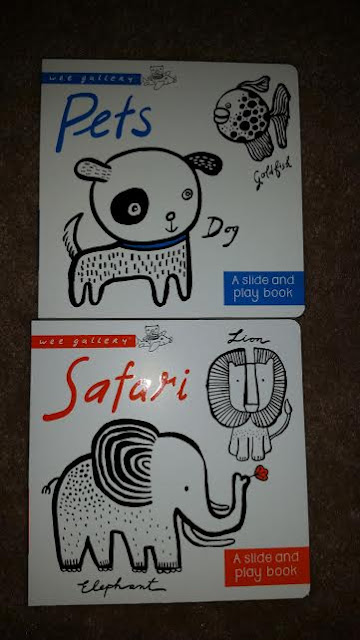 wee gallery
Pets
Goldfish
Dog
A slide and
play book
wee gallery
Lion
Safari
Elephant
A slide and
play book